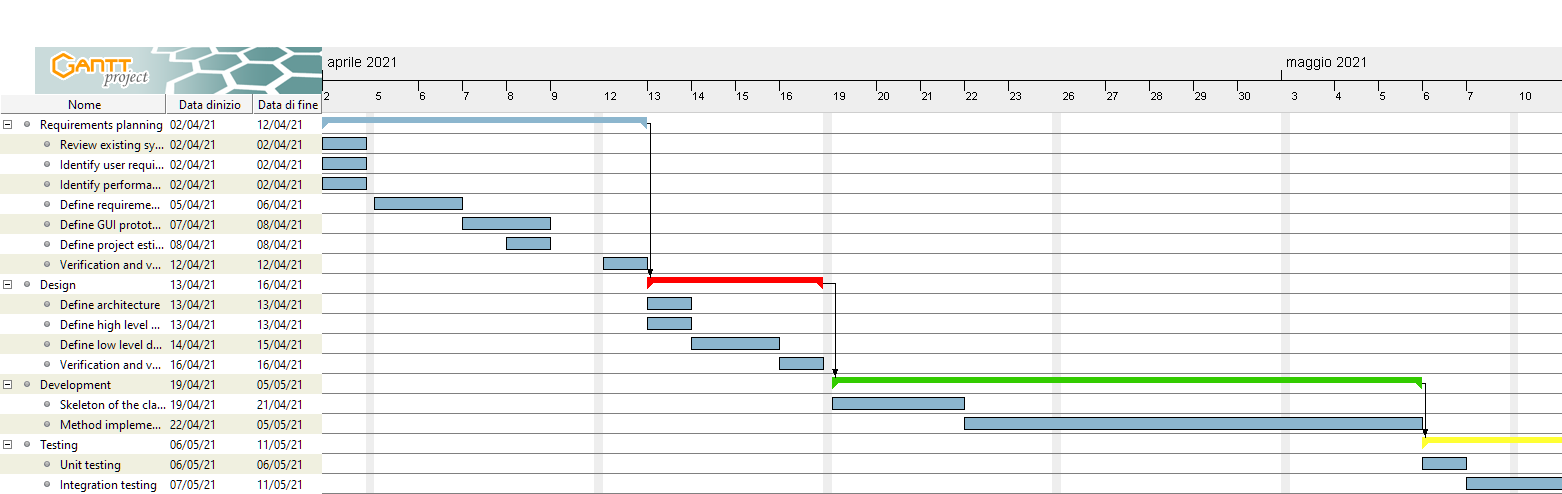 GANTT
project
aprile 2021
maggio 2021
2 5 6 7 8 9 12 13 14 15 16 19 20 21 22 23 26 27 28 29 30 3 4 5 6 7 10
Nome Data dinizio Data di fine
Requirements planning 02/04/21 12/04/21
Review existing sy... 02/04/21 02/04/21
Identify user requi... 02/04/21 02/04/21
Identify performa... 02/04/21 02/04/21
Define requireme... 05/04/21 06/04/21
Define GUI protot... 07/04/21 08/04/21
Define project esti... 08/04/21 08/04/21
Verification and v... 12/04/21 12/04/21
Design 13/04/21 16/04/21
Define architecture 13/04/21 13/04/21
Define high level ... 13/04/21 13/04/21
Define low level d... 14/04/21 15/04/21
Verification and v... 16/04/21 16/04/21
Development 19/04/21 05/05/21
Skeleton of the cla... 19/04/21 21/04/21
Method impleme... 22/04/21 05/05/21
Testing 06/05/21 11/05/21
Unit testing 06/05/21 06/05/21
Integration testing 07/05/21 11/05/21